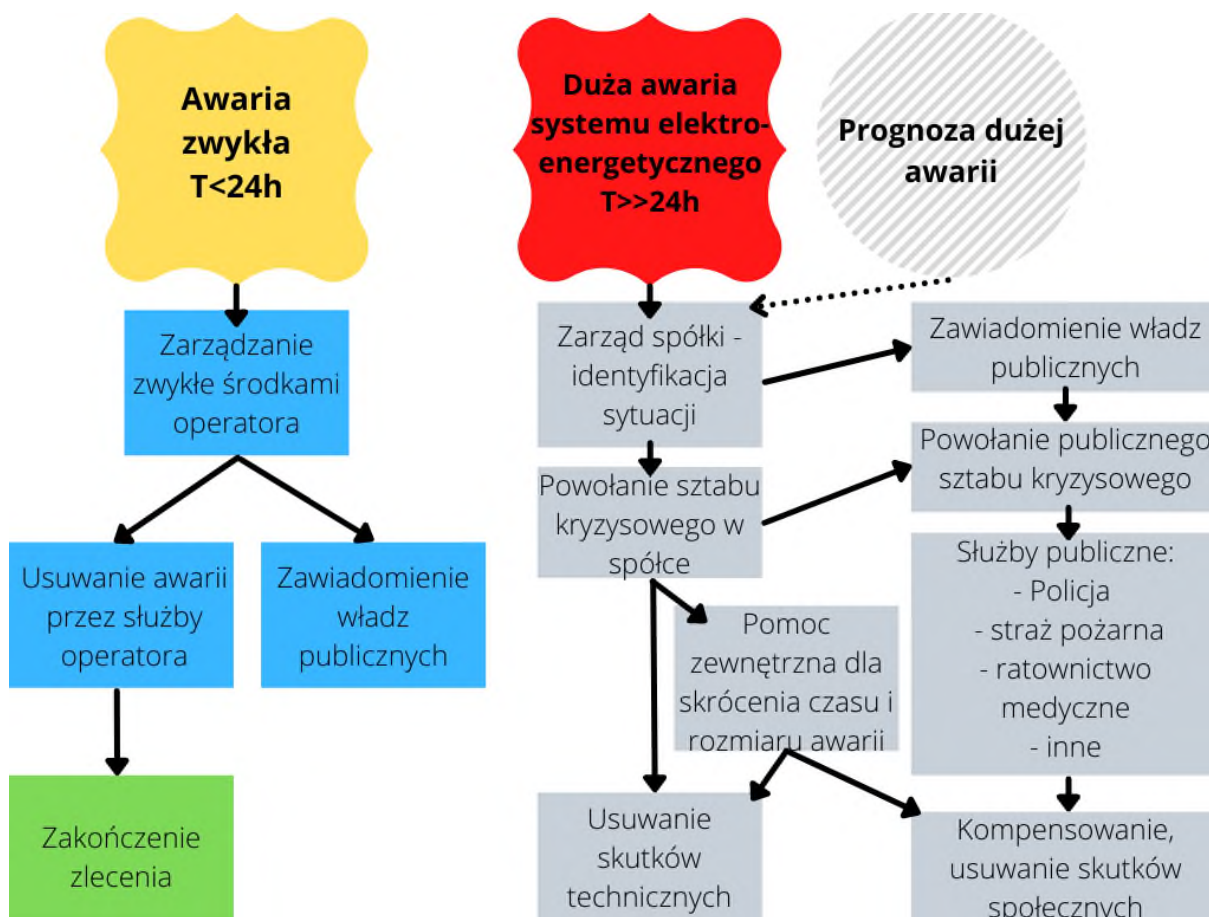 Awaria
zwykła
T<24h
Zarządzanie
zwykłe środkami
operatora
Usuwanie awarii
przez służby
operatora
Zawiadomienie
władz
publicznych
Zakończenie
zlecenia
Duża awaria
systemu elektro-
energetycznego
T>>24h
Prognoza dużej
awarii
Zarząd spółki -
identyfikacja
sytuacji
Zawiadomienie władz
publicznych
Powołanie sztabu
kryzysowego w
spółce
Powołanie publicznego
sztabu kryzysowego
Pomoc
zewnętrzna dla
skrócenia czasu i
rozmiaru awarii
Służby publiczne:
- Policja
- straż pożarna
- ratownictwo
medyczne
- inne
Usuwanie
skutków
technicznych
Kompensowanie,
usuwanie skutków
społecznych